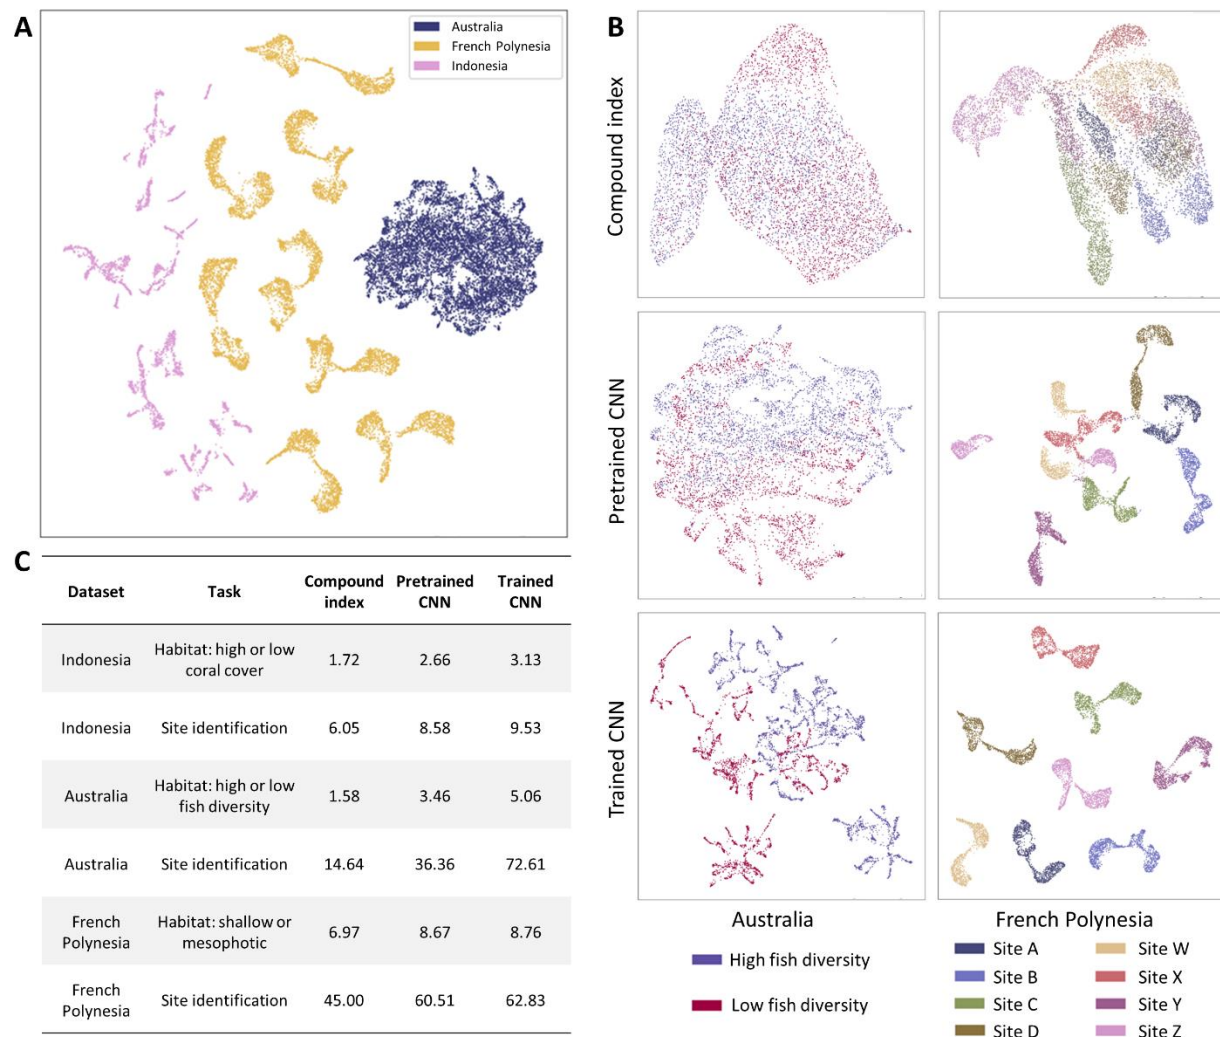 A
Australia
French Polynesia
Indonesia
B
Compound index
Pretrained CNN
Trained CNN
Australia
High fish diversity
Low fish diversity
French Polynesia
Site A
Site B
Site C
Site D
Site W
Site X
Site Y
Site Z
C
Dataset Task Compound index Pretrained CNN Trained CNN
Indonesia Habitat: high or low coral cover 1.72 2.66 3.13
Indonesia Site identification 6.05 8.58 9.53
Australia Habitat: high or low fish diversity 1.58 3.46 5.06
Australia Site identification 14.64 36.36 72.61
French Polynesia Habitat: shallow or mesophotic 6.97 8.67 8.76
French Polynesia Site identification 45.00 60.51 62.83